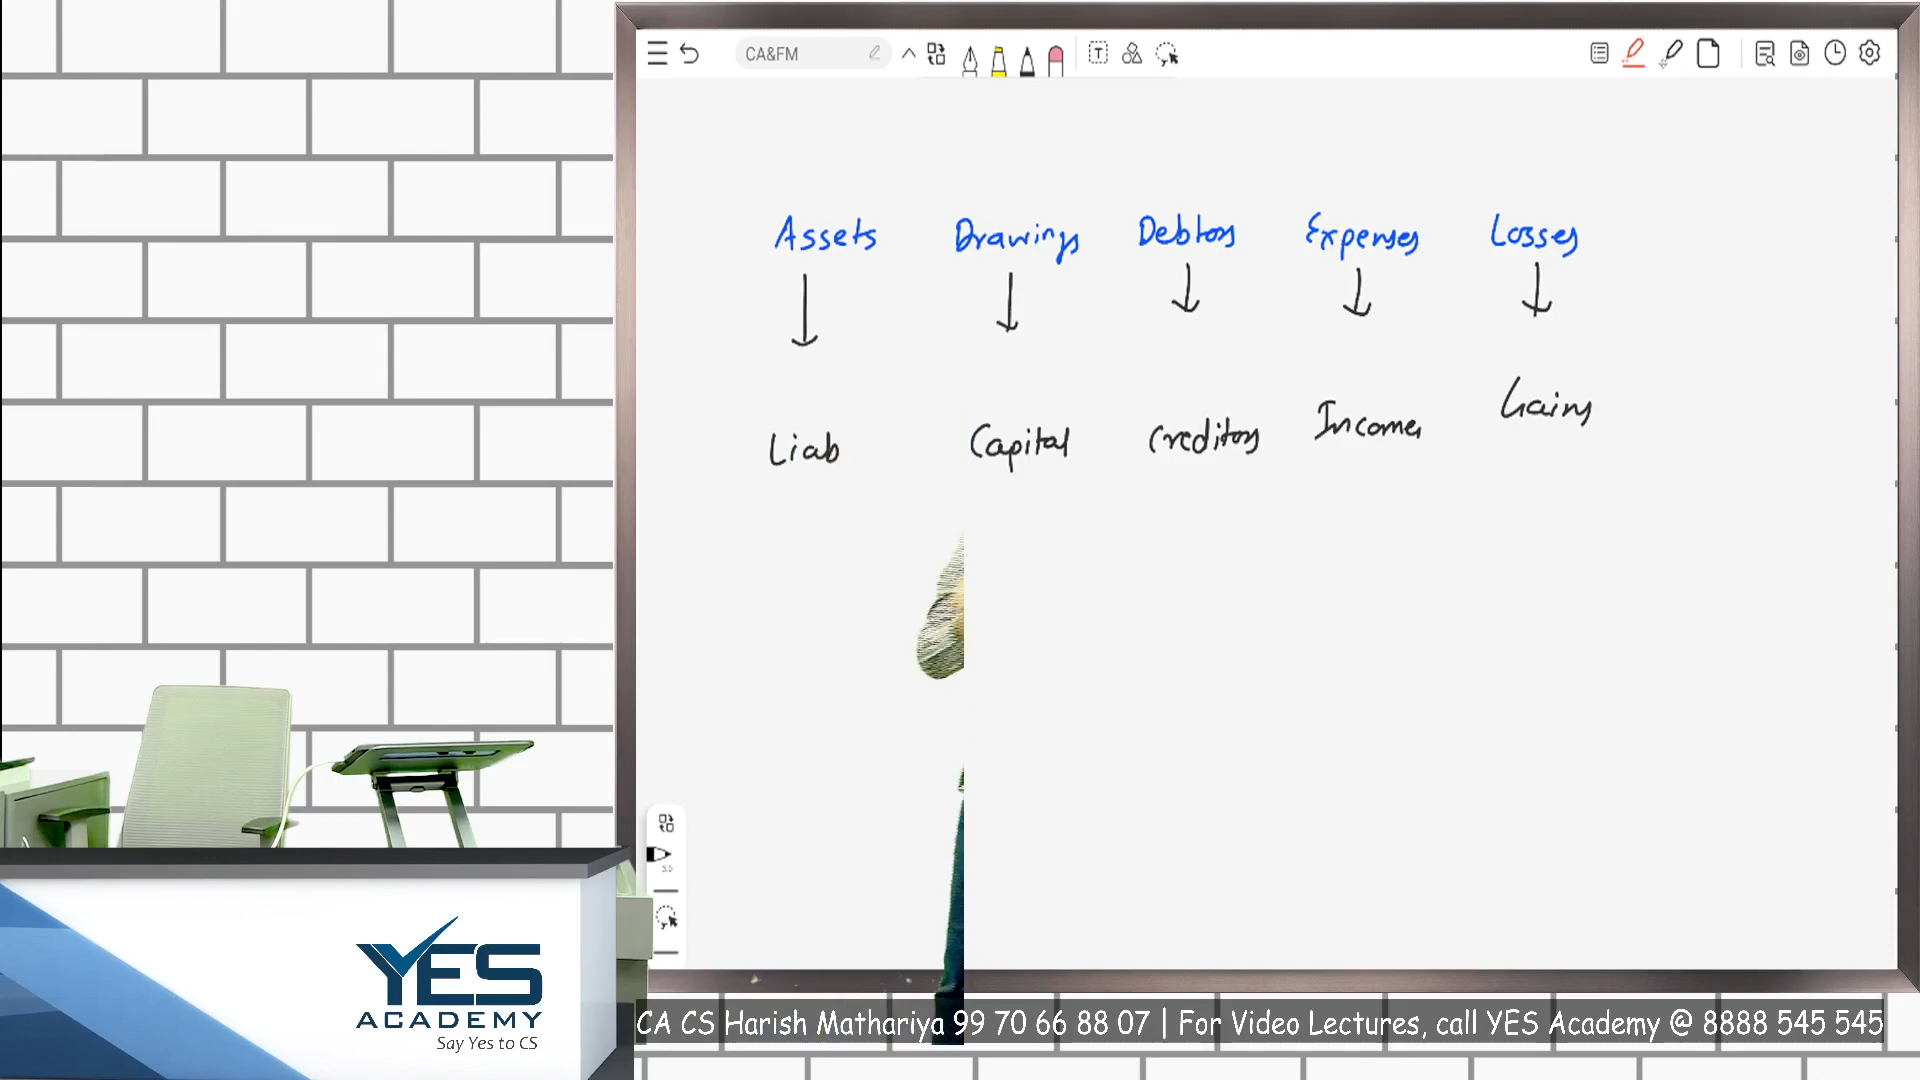 CA&FM
Assets Drawings Debtors Expenses Losses
Liab Capital Creditors Incomes Gains
YES
ACADEMY
Say Yes to CS
CA CS Harish Mathariya 99 70 66 88 07 | For Video Lectures, call YES Academy @ 8888 545 545